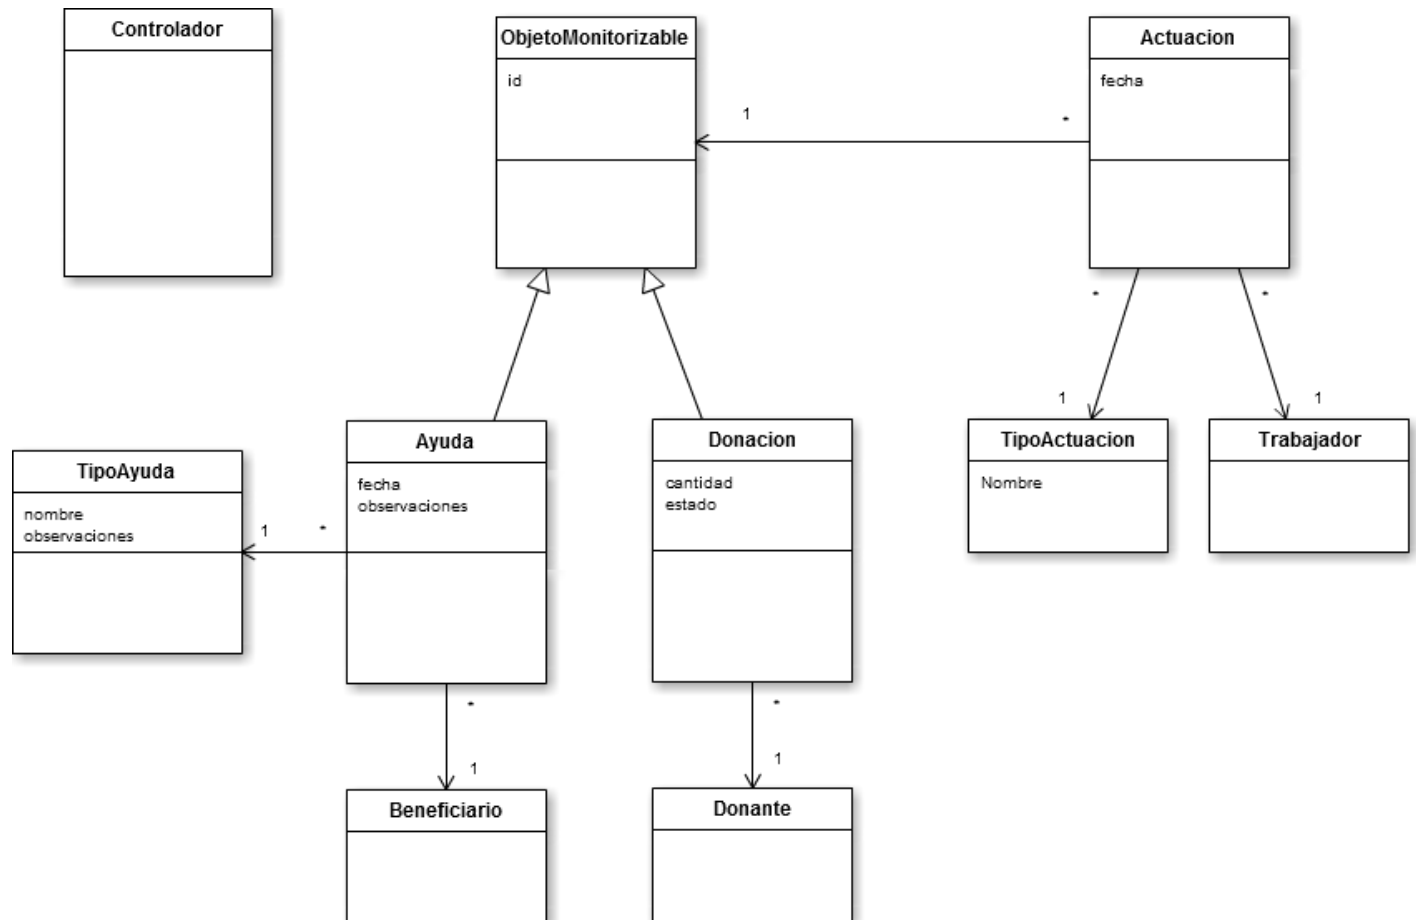 Controlador
ObjetoMonitorizable
id
Actuacion
fecha
1
*
*
*
1
1
TipoActuacion
Nombre
Trabajador
TipoAyuda
nombre
observaciones
1
*
Ayuda
fecha
observaciones
Donacion
cantidad
estado
*
1
*
1
Beneficiario
Donante